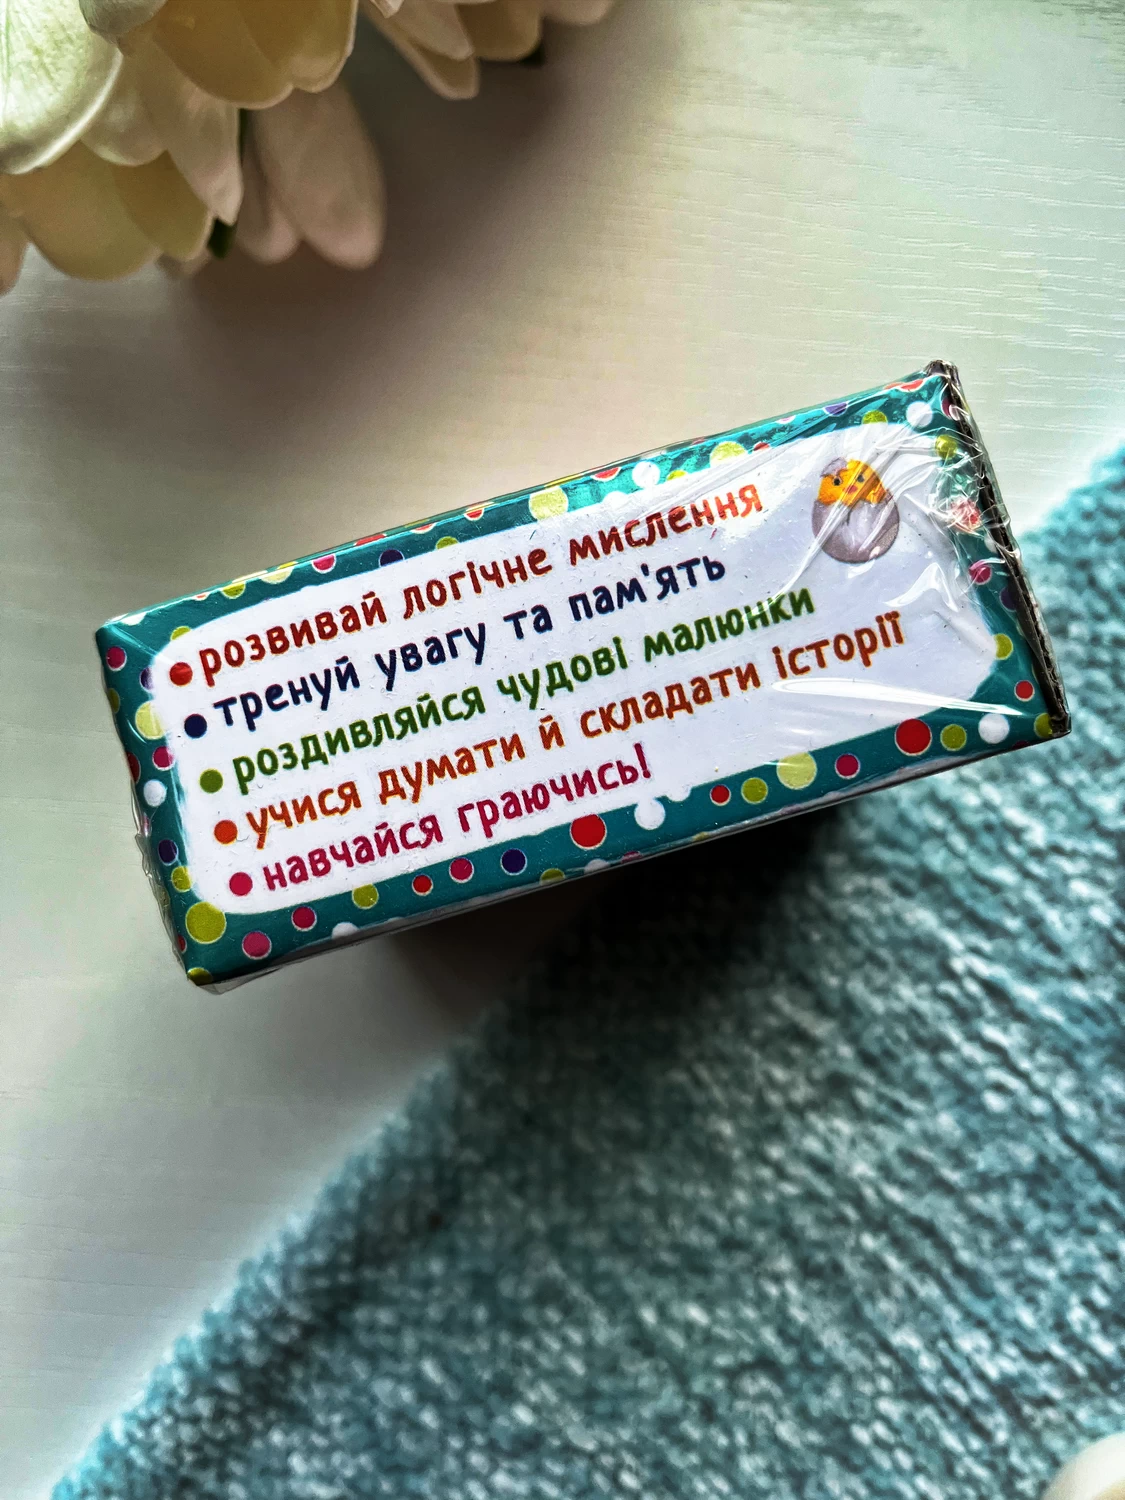 • розвивай логічне мислення
• тренуй увагу та пам'ять
• роздивляйся чудові малюнки
• учися думати й складати історії
• навчайся граючись!